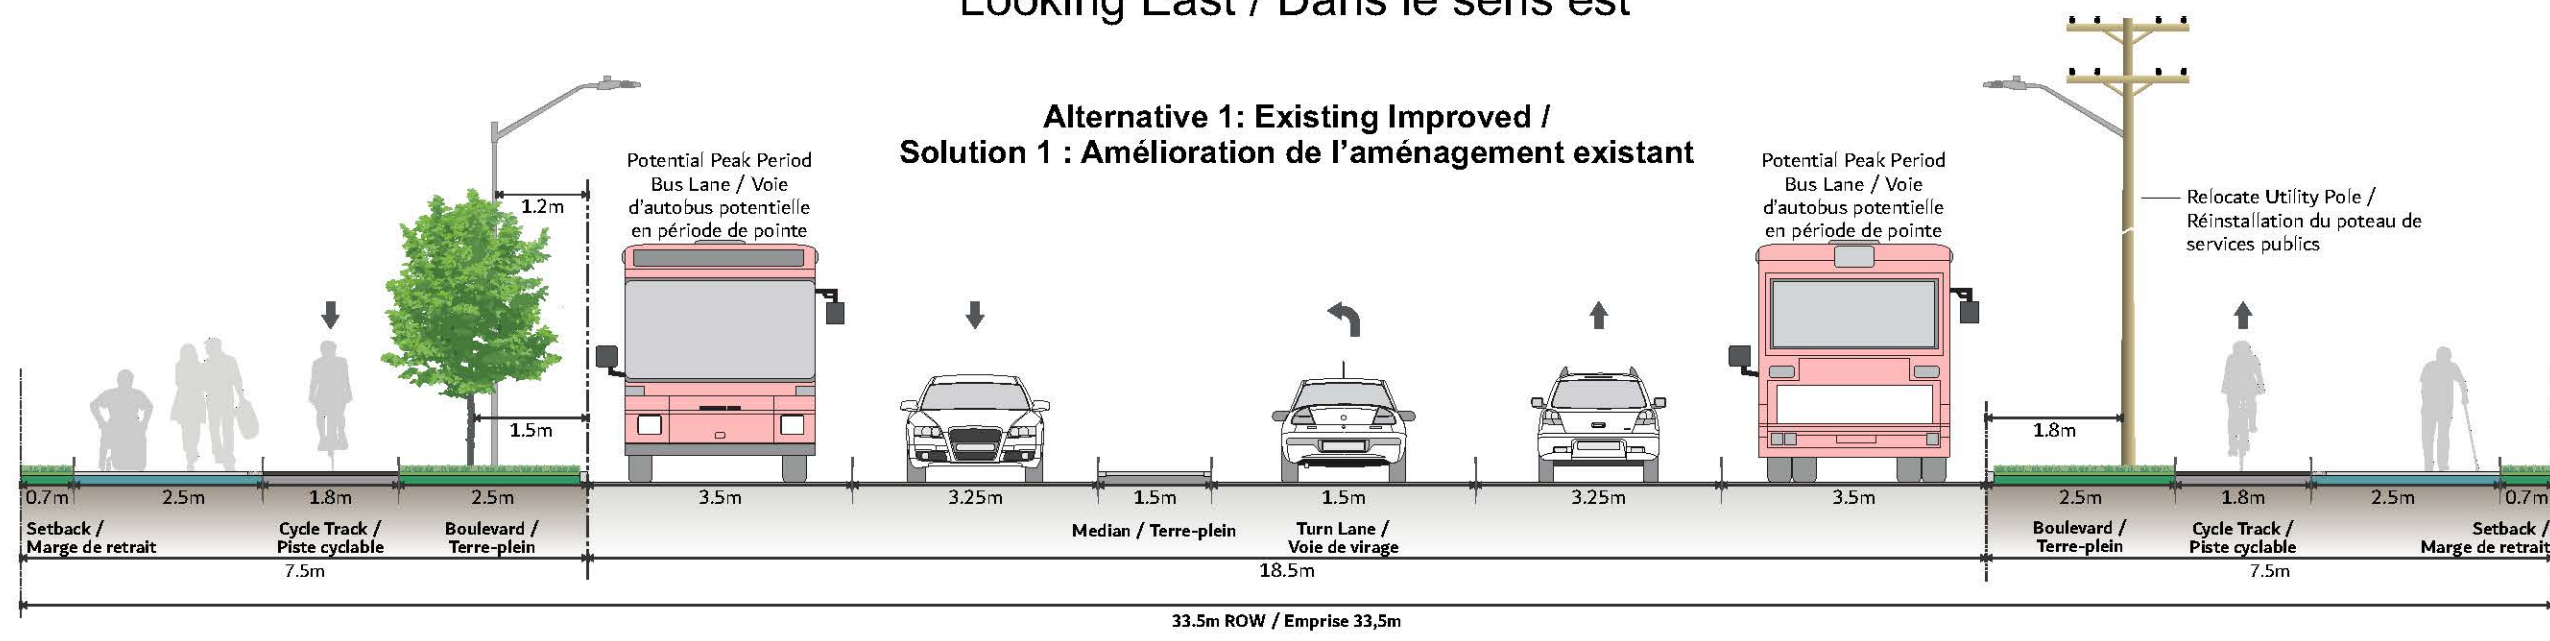 Looking East / Dans le sens est
Alternative 1: Existing Improved /
Solution 1 : Amélioration de l'aménagement existant
Potential Peak Period
Bus Lane / Voie
d'autobus potentielle
en période de pointe
Potential Peak Period
Bus Lane / Voie
d'autobus potentielle
en période de pointe
Relocate Utility Pole /
Réinstallation du poteau de
services publics
1.2m
1.5m
1.8m
0.7m 2.5m 1.8m 2.5m 3.5m 3.25m 1.5m 1.5m 3.25m 3.5m 2.5m 1.8m 2.5m 0.7m
Setback /
Marge de retrait
Cycle Track /
Piste cyclable
Boulevard /
Terre-plein
Median / Terre-plein
Turn Lane /
Voie de virage
Boulevard /
Terre-plein
Cycle Track /
Piste cyclable
Setback /
Marge de retrait
7.5m 18.5m 7.5m
33.5m ROW / Emprise 33,5m